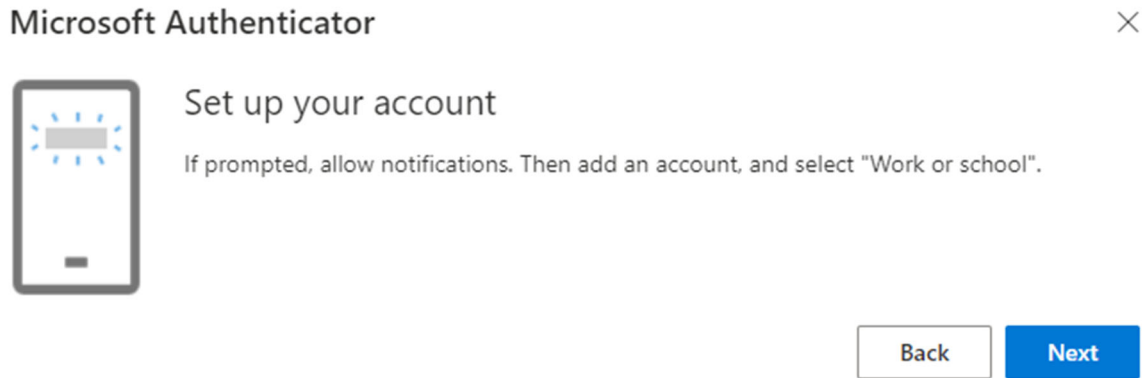 Microsoft Authenticator
Set up your account
If prompted, allow notifications. Then add an account, and select "Work or school".
Back
Next